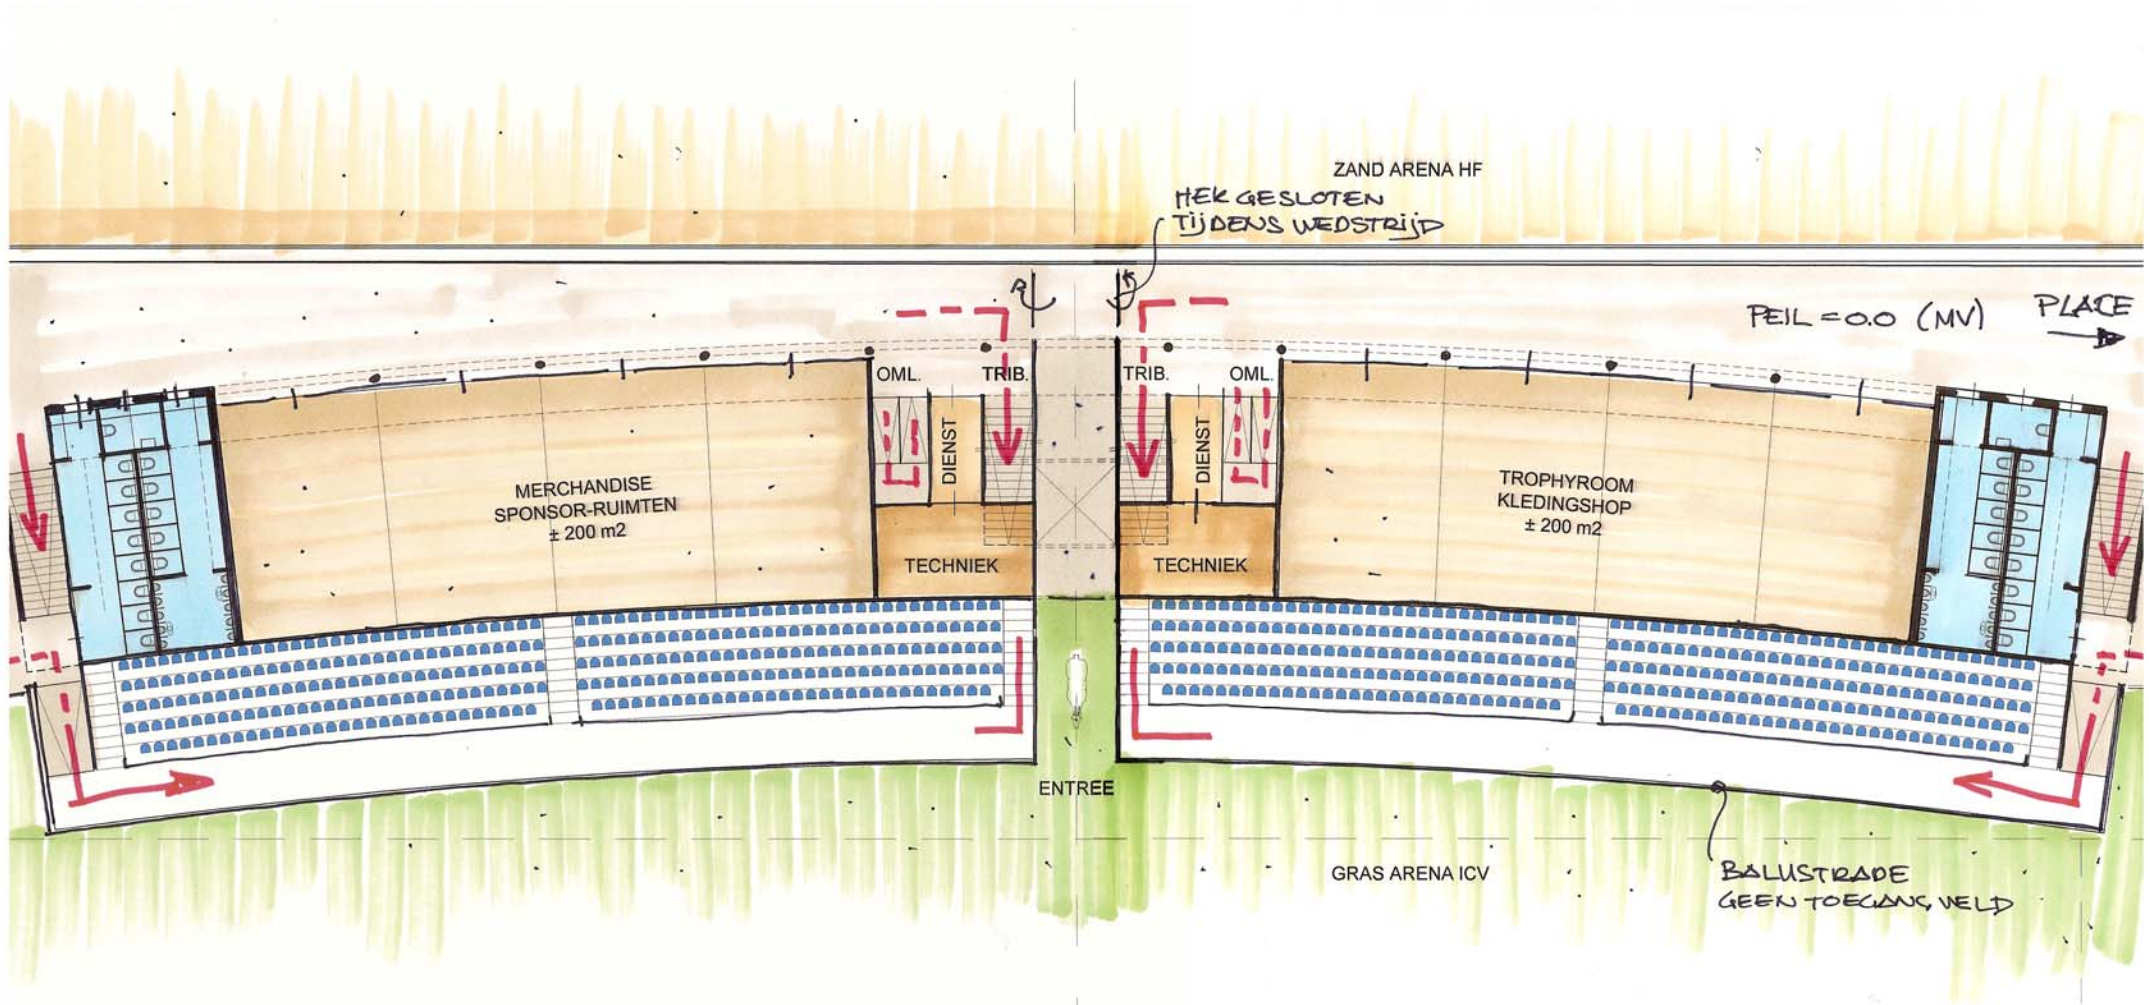 ZAND ARENA HF
HEK GESLOTEN
TIJDENS WEDSTRIJD
PEIL = 0.0 (MV)
PLACE
OML.
TRIB.
TRIB.
OML.
DIENST
DIENST
MERCHANDISE
SPONSOR-RUIMTEN
± 200 m2
TROPHYROOM
KLEDINGSHOP
± 200 m2
TECHNIEK
TECHNIEK
ENTREE
GRAS ARENA ICV
BALUSTRADE
GEEN TOEGANG VELD